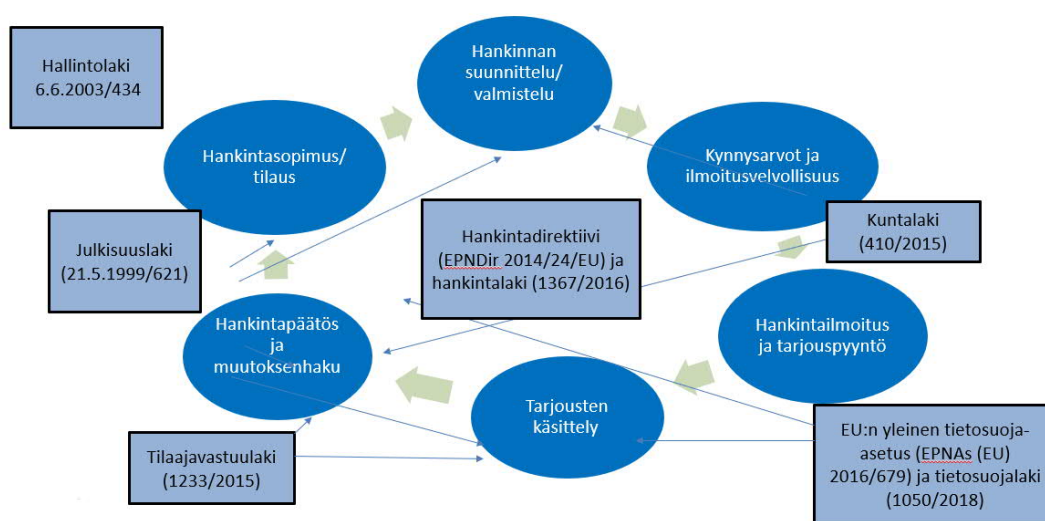 Hallintolaki
6.6.2003/434
Hankinnan
suunnittelu/
valmistelu
Hankintasopimus/
tilaus
Kynnysarvot ja
ilmoitusvelvollisuus
Julkisuuslaki
(21.5.1999/621)
Hankintadirektiivi
(EPNDir 2014/24/EU) ja
hankintalaki (1367/2016)
Kuntalaki
(410/2015)
Hankintapäätös
ja
muutoksenhaku
Hankintailmoitus
ja tarjouspyyntö
Tarjousten
käsittely
Tilaajavastuulaki
(1233/2015)
EU:n yleinen tietosuoja-
asetus (EPNAs (EU)
2016/679) ja tietosuojalaki
(1050/2018)